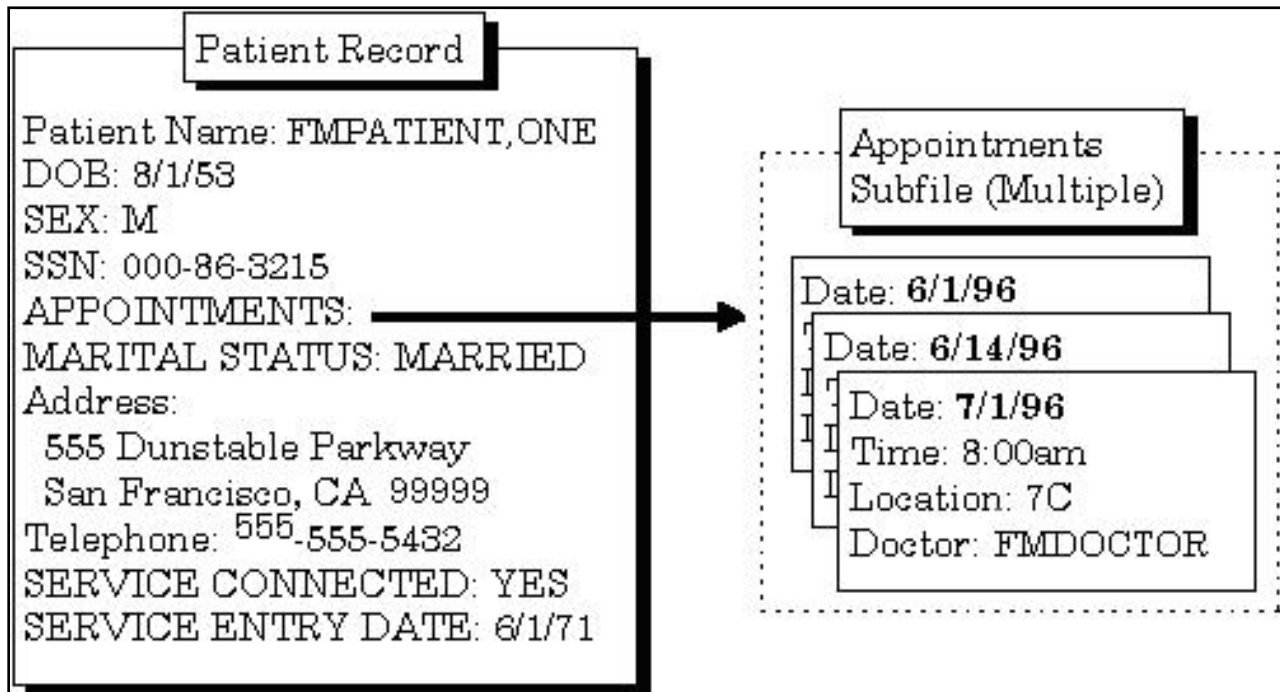 Patient Record
Patient Name: FMPATIENT,ONE
DOB: 8/1/53
SEX: M
SSN: 000-86-3215
APPOINTMENTS:
MARITAL STATUS: MARRIED
Address:
555 Dunstable Parkway
San Francisco, CA 99999
Telephone: 555-555-5432
SERVICE CONNECTED: YES
SERVICE ENTRY DATE: 6/1/71
Appointments
Subfile (Multiple)
Date: 6/1/96
Date: 6/14/96
Date: 7/1/96
Time: 8:00am
Location: 7C
Doctor: FMDOCTOR